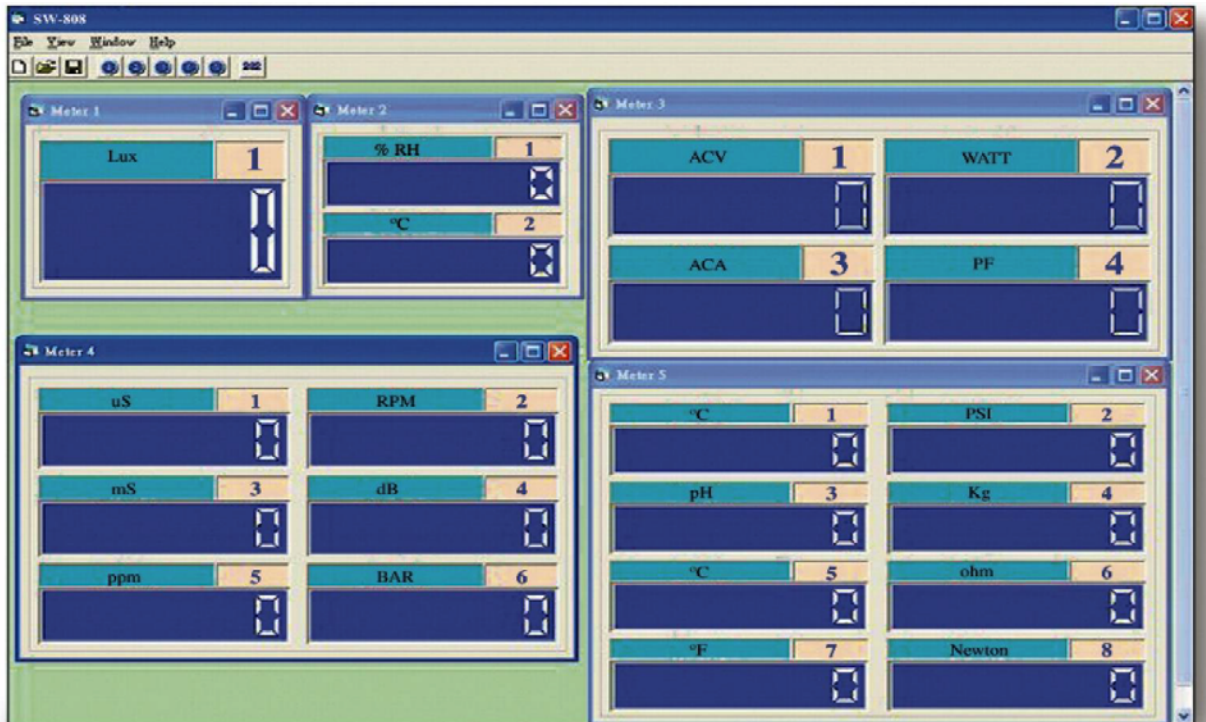 SW-808
File View Window Help
Meter 1
Lux 1
0
Meter 2
% RH 1
0
°C 2
0
Meter 3
ACV 1 WATT 2
0 0
ACA 3 PF 4
0 0
Meter 4
uS 1 RPM 2
0 0
mS 3 dB 4
0 0
ppm 5 BAR 6
0 0
Meter 5
°C 1 PSI 2
0 0
pH 3 Kg 4
0 0
°C 5 ohm 6
0 0
°F 7 Newton 8
0 0